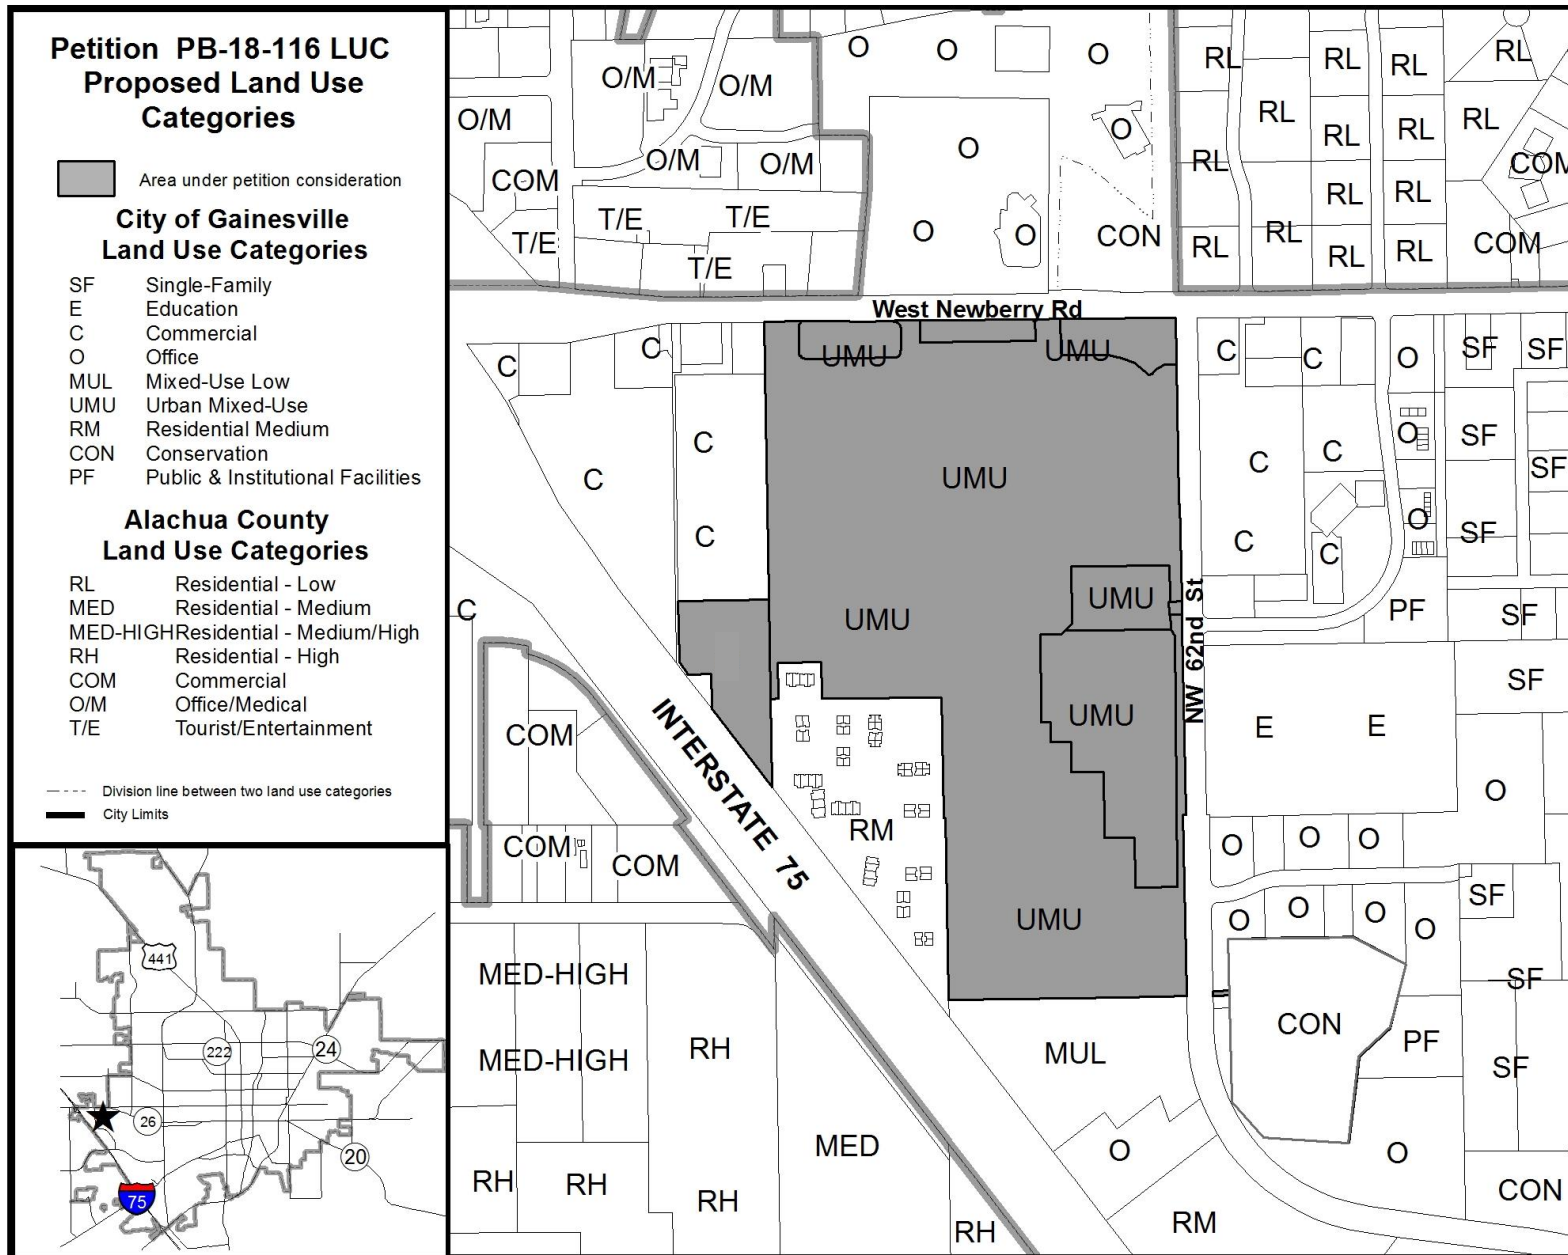 Petition PB-18-116 LUC
Proposed Land Use
Categories
Area under petition consideration
City of Gainesville
Land Use Categories
SF Single-Family
E Education
C Commercial
O Office
MUL Mixed-Use Low
UMU Urban Mixed-Use
RM Residential Medium
CON Conservation
PF Public & Institutional Facilities
Alachua County
Land Use Categories
RL Residential - Low
MED Residential - Medium
MED-HIGH Residential - Medium/High
RH Residential - High
COM Commercial
O/M Office/Medical
T/E Tourist/Entertainment
Division line between two land use categories
City Limits
441
222
24
26
20
75
O O O RL RL RL RL
O/M O/M
O/M O RL RL RL RL
O/M O/M O RL COM
COM RL RL
T/E T/E O O CON RL RL RL RL COM
T/E T/E
West Newberry Rd
C C UMU UMU C C O SF SF
C C UMU C C O SF SF
C C C O SF
C UMU UMU NW 62nd St PF SF
SF
COM INTERSTATE 75 UMU E E
O
COM COM RM O O O
UMU O O O O SF
MED-HIGH SF
MED-HIGH RH MUL CON PF SF
MED O O
RH RH RH CON
RH RM